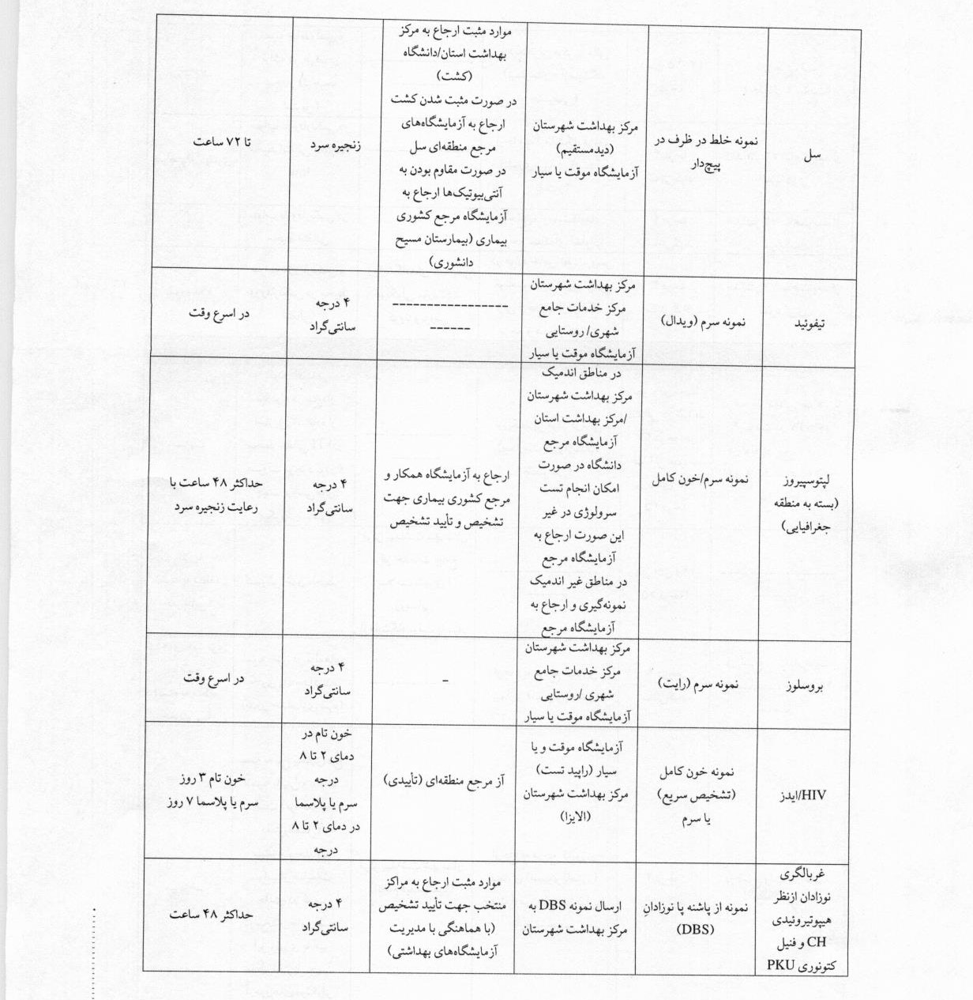 سل
نمونه خلط در ظرف در
پیچ‌دار
مرکز بهداشت شهرستان
(دیدمستقیم)
آزمایشگاه موقت یا سیار
موارد مثبت ارجاع به مرکز
بهداشت استان/دانشگاه
(کشت)
در صورت مثبت شدن کشت
ارجاع به آزمایشگاه‌های
مرجع منطقه‌ای سل
در صورت مقاوم بودن به
آنتی‌بیوتیک‌ها ارجاع به
آزمایشگاه مرجع کشوری
بیماری (بیمارستان مسیح
دانشوری)
زنجیره سرد
تا ۷۲ ساعت
تیفوئید
نمونه سرم (ویدال)
مرکز بهداشت شهرستان
مرکز خدمات جامع
شهری/ روستایی
آزمایشگاه موقت یا سیار
-----------------
------
۴ درجه
سانتی‌گراد
در اسرع وقت
لپتوسپیروز
(بسته به منطقه
جغرافیایی)
نمونه سرم/خون کامل
در مناطق اندمیک
مرکز بهداشت شهرستان
/مرکز بهداشت استان
آزمایشگاه مرجع
دانشگاه در صورت
امکان انجام تست
سرولوژی در غیر
این صورت ارجاع به
آزمایشگاه مرجع
در مناطق غیر اندمیک
نمونه‌گیری و ارجاع به
آزمایشگاه مرجع
ارجاع به آزمایشگاه همکار و
مرجع کشوری بیماری جهت
تشخیص و تأیید تشخیص
۴ درجه
سانتی‌گراد
حداکثر ۴۸ ساعت با
رعایت زنجیره سرد
بروسلوز
نمونه سرم (رایت)
مرکز بهداشت شهرستان
مرکز خدمات جامع
شهری /روستایی
آزمایشگاه موقت یا سیار
-
۴ درجه
سانتی‌گراد
در اسرع وقت
HIV/ایدز
نمونه خون کامل
(تشخیص سریع)
یا سرم
آزمایشگاه موقت و یا
سیار (راپید تست)
مرکز بهداشت شهرستان
(الایزا)
آز مرجع منطقه‌ای (تأییدی)
خون تام در
دمای ۲ تا ۸
درجه
سرم یا پلاسما
در دمای ۲ تا ۸
درجه
خون تام ۳ روز
سرم یا پلاسما ۷ روز
غربالگری
نوزادان ازنظر
هیپوتیروئیدی
CH و فنیل
کتونوری PKU
نمونه از پاشنه پا نوزادانِ
(DBS)
ارسال نمونه DBS به
مرکز بهداشت شهرستان
موارد مثبت ارجاع به مراکز
منتخب جهت تأیید تشخیص
(با هماهنگی با مدیریت
آزمایشگاه‌های بهداشتی)
۴ درجه
سانتی‌گراد
حداکثر ۴۸ ساعت